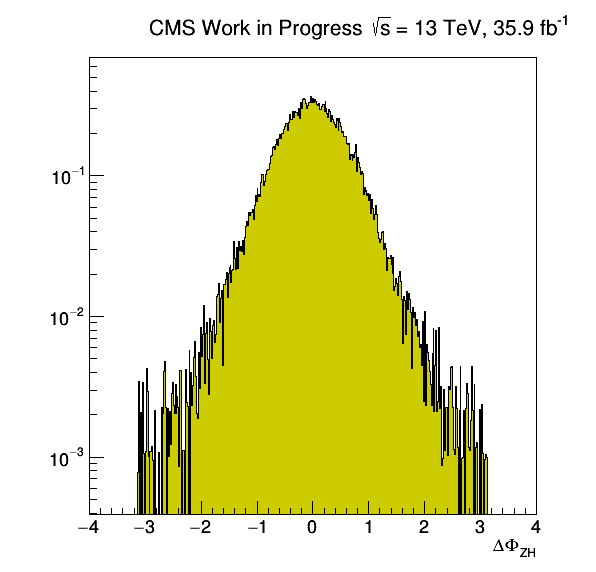 CMS Work in Progress √s = 13 TeV, 35.9 fb⁻¹
10⁻¹
10⁻²
10⁻³
−4 −3 −2 −1 0 1 2 3 4
ΔΦ_ZH